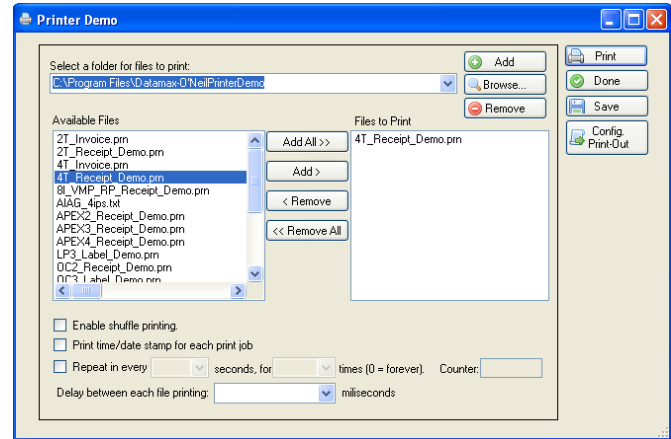 Printer Demo
Select a folder for files to print:
C:\Program Files\Datamax-O'NeilPrinterDemo
Add
Browse...
Remove
Print
Done
Save
Config.
Print-Out
Available Files
2T_Invoice.prn
2T_Receipt_Demo.prn
4T_Invoice.prn
4T_Receipt_Demo.prn
8I_VMP_RP_Receipt_Demo.prn
AIAG_4ips.txt
APEX2_Receipt_Demo.prn
APEX3_Receipt_Demo.prn
APEX4_Receipt_Demo.prn
LP3_Label_Demo.prn
OC2_Receipt_Demo.prn
OC3_Label_Demo.prn
Add All >>
Add >
< Remove
<< Remove All
Files to Print
4T_Receipt_Demo.prn
Enable shuffle printing.
Print time/date stamp for each print job
Repeat in every seconds, for times (0 = forever). Counter:
Delay between each file printing: miliseconds